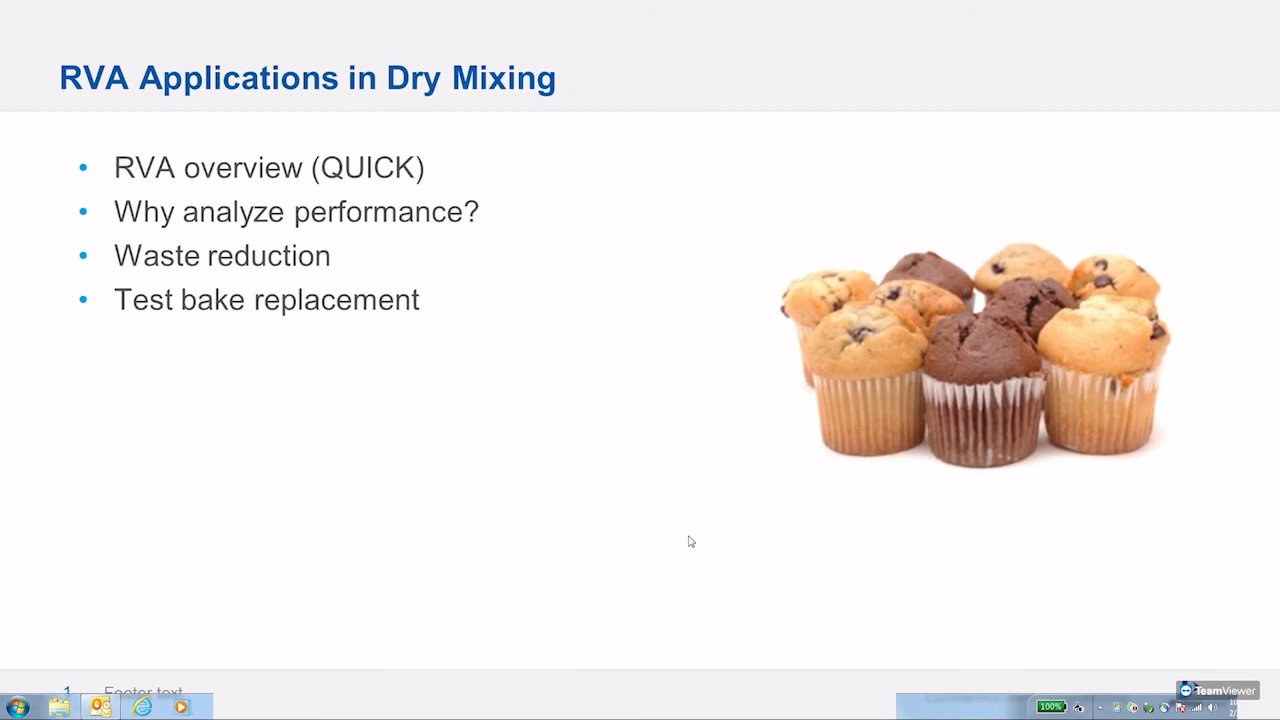 RVA Applications in Dry Mixing
• RVA overview (QUICK)
• Why analyze performance?
• Waste reduction
• Test bake replacement
1 Footer text
TeamViewer
100%